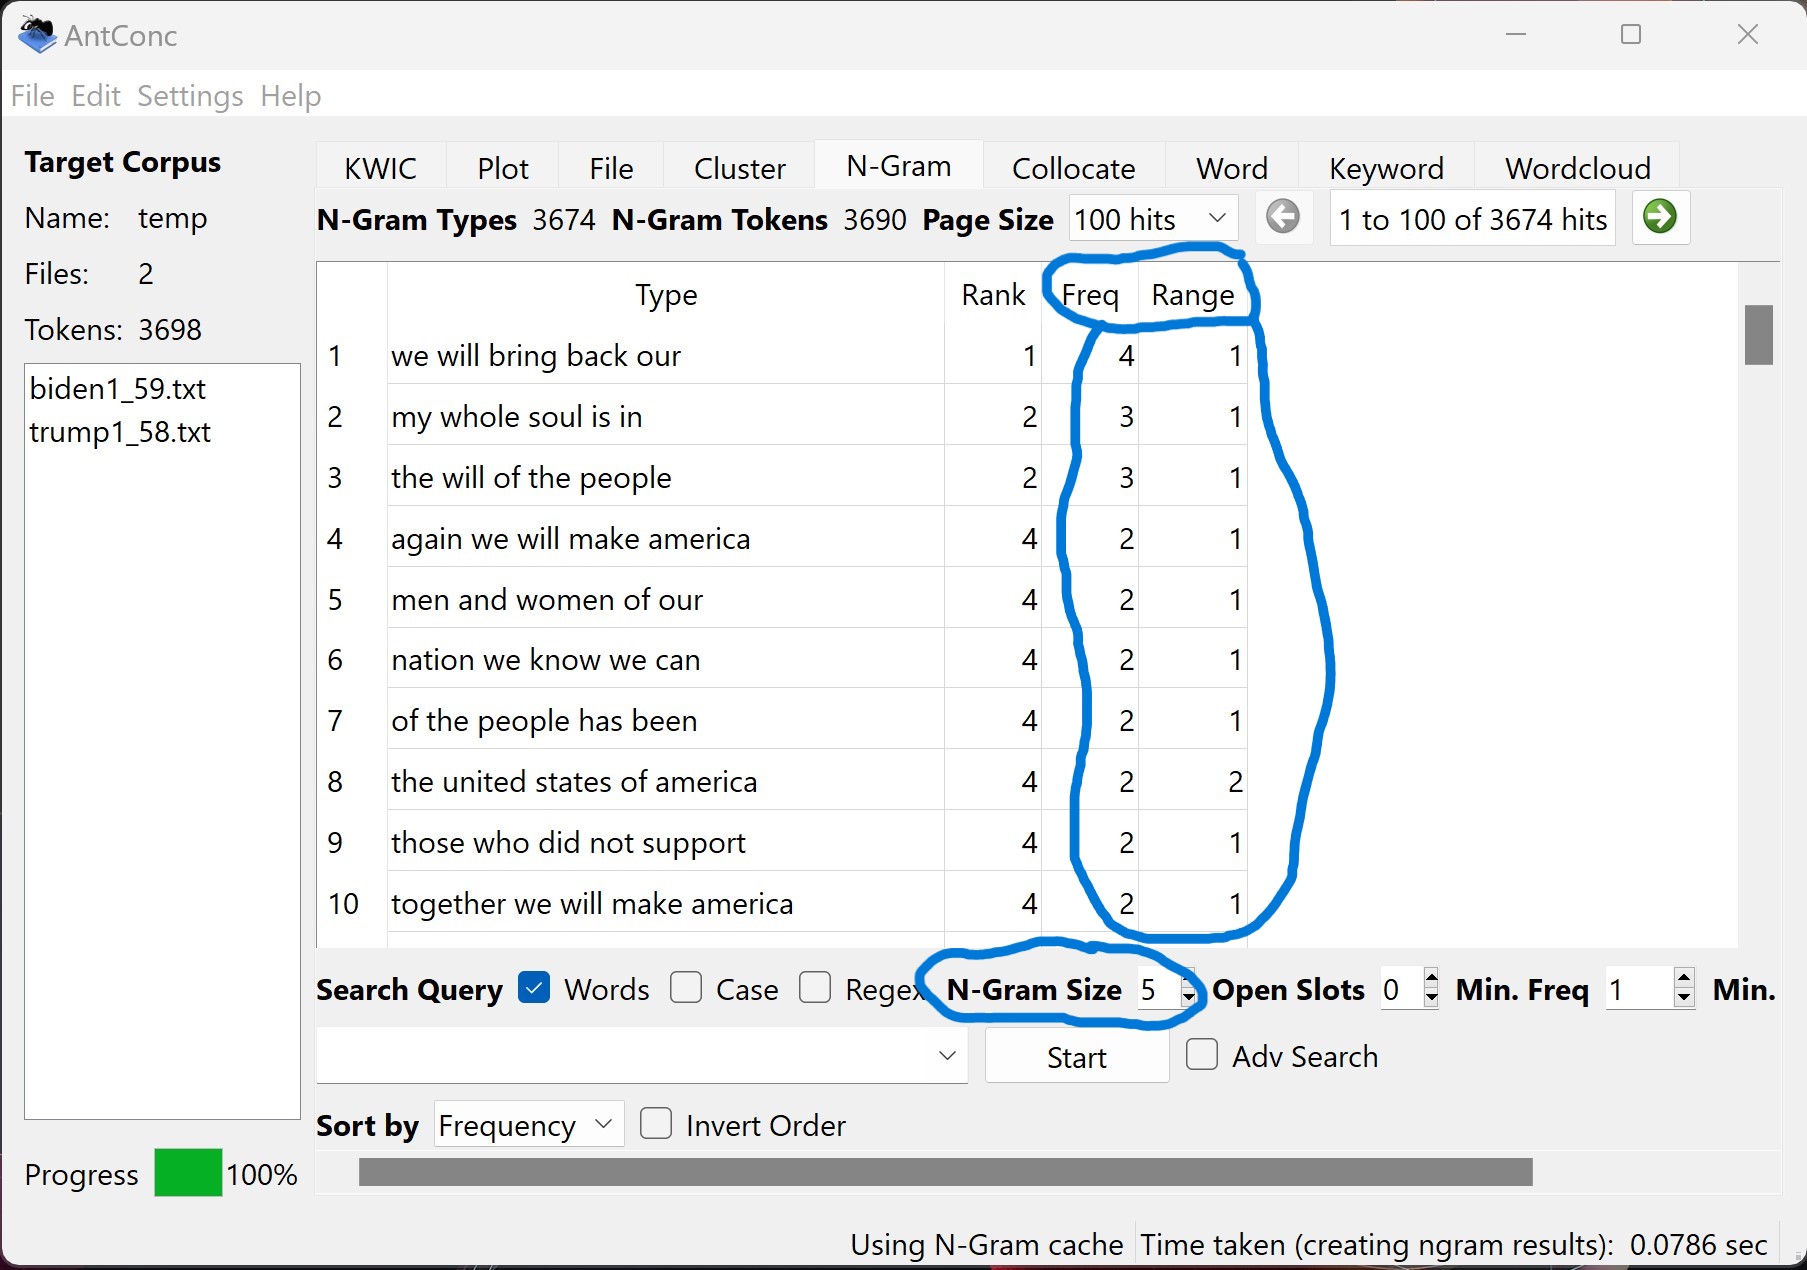 AntConc
File Edit Settings Help
Target Corpus
Name: temp
Files: 2
Tokens: 3698
biden1_59.txt
trump1_58.txt
Progress 100%
KWIC Plot File Cluster N-Gram Collocate Word Keyword Wordcloud
N-Gram Types 3674 N-Gram Tokens 3690 Page Size 100 hits 1 to 100 of 3674 hits
Type Rank Freq Range
1 we will bring back our 1 4 1
2 my whole soul is in 2 3 1
3 the will of the people 2 3 1
4 again we will make america 4 2 1
5 men and women of our 4 2 1
6 nation we know we can 4 2 1
7 of the people has been 4 2 1
8 the united states of america 4 2 2
9 those who did not support 4 2 1
10 together we will make america 4 2 1
Search Query Words Case Regex N-Gram Size 5 Open Slots 0 Min. Freq 1 Min.
Start Adv Search
Sort by Frequency Invert Order
Using N-Gram cache Time taken (creating ngram results): 0.0786 sec